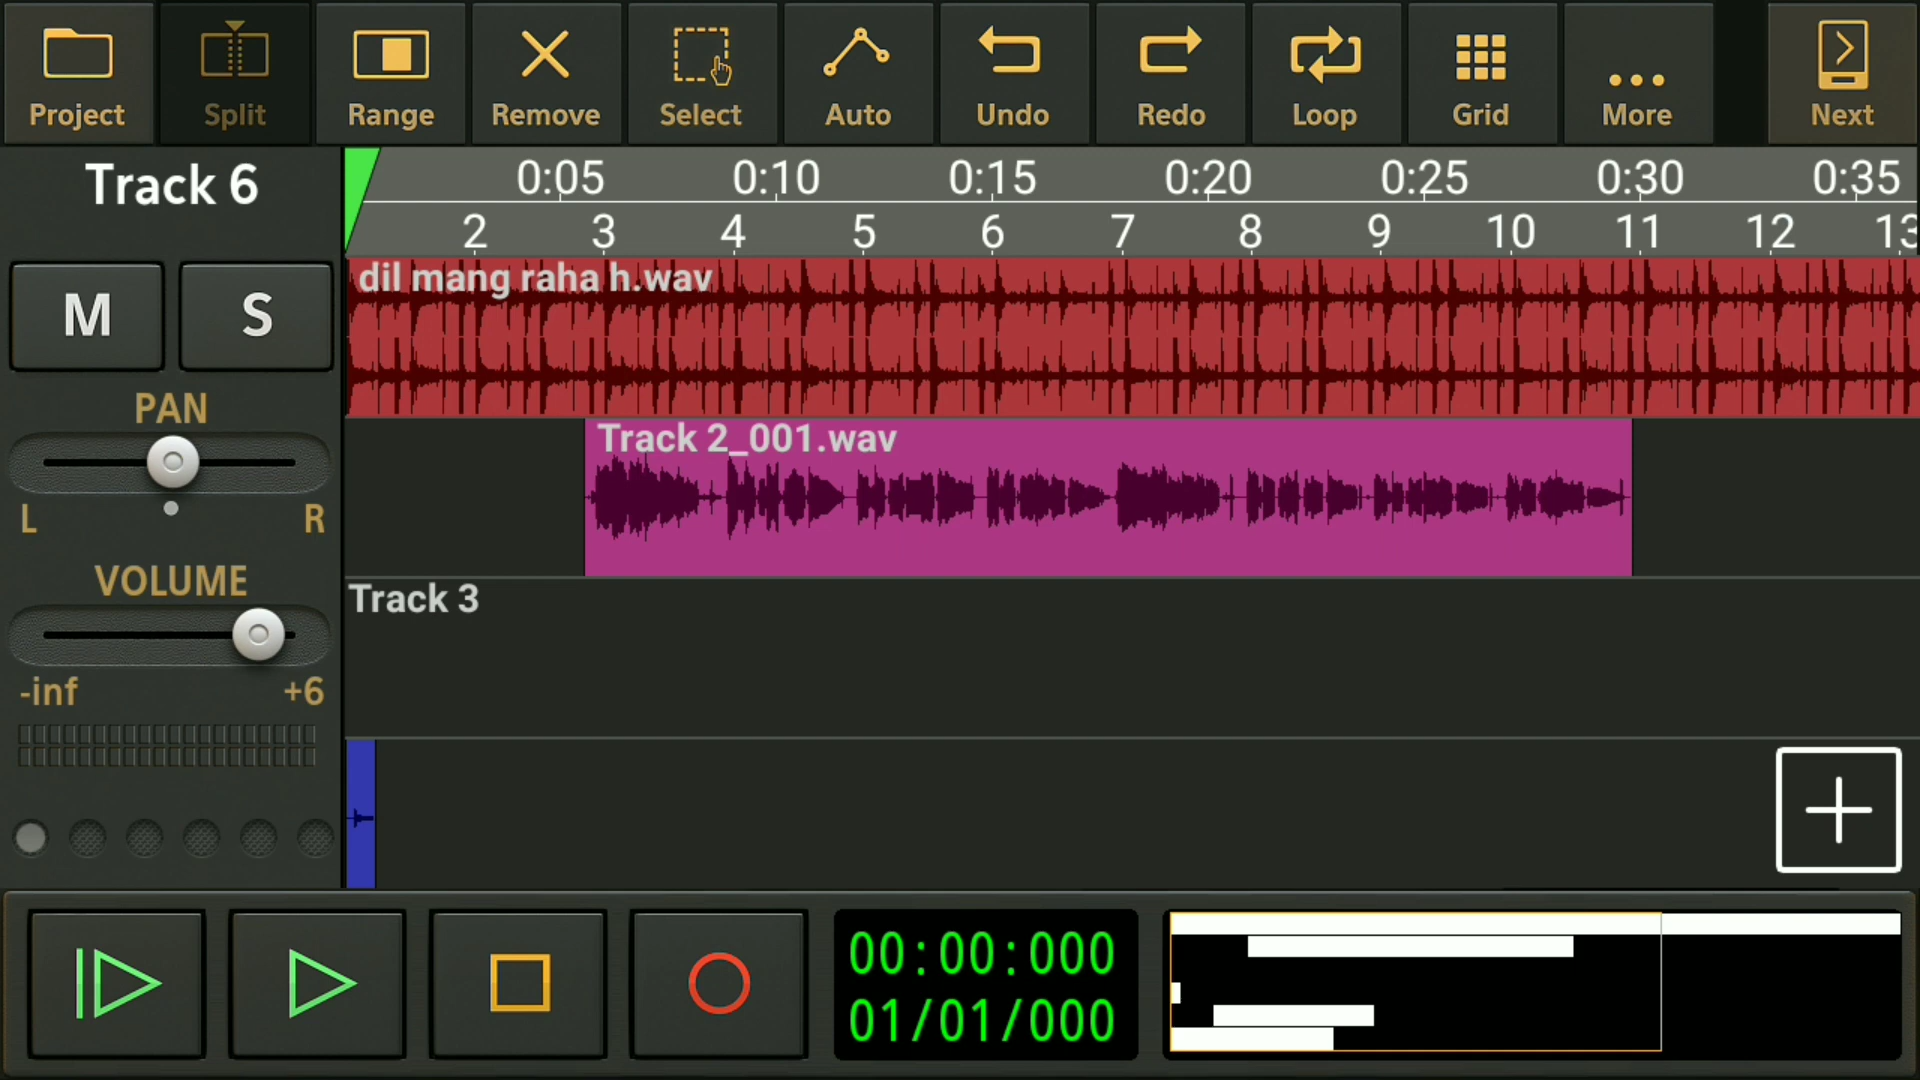 Project Split Range Remove Select Auto Undo Redo Loop Grid More Next
Track 6
0:05 0:10 0:15 0:20 0:25 0:30 0:35
2 3 4 5 6 7 8 9 10 11 12 13
dil mang raha h.wav
M S
PAN
Track 2_001.wav
L R
VOLUME
Track 3
-inf +6
00:00:000
01/01/000